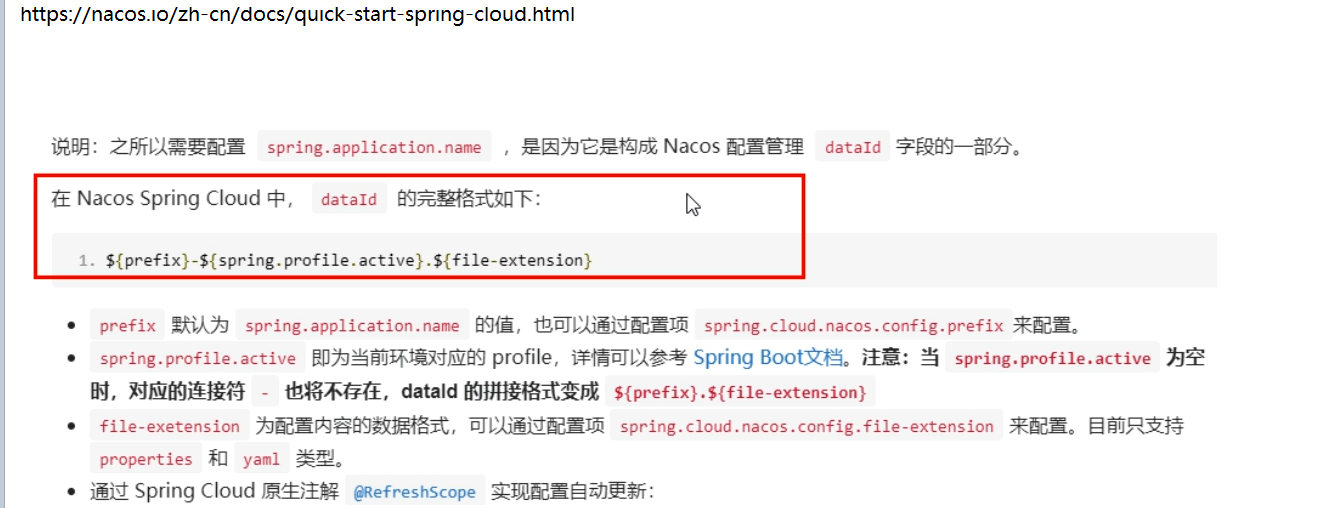 https://nacos.io/zh-cn/docs/quick-start-spring-cloud.html
说明：之所以需要配置 spring.application.name ，是因为它是构成 Nacos 配置管理 dataId 字段的一部分。
在 Nacos Spring Cloud 中， dataId 的完整格式如下：
1. ${prefix}-${spring.profile.active}.${file-extension}
• prefix 默认为 spring.application.name 的值，也可以通过配置项 spring.cloud.nacos.config.prefix 来配置。
• spring.profile.active 即为当前环境对应的 profile，详情可以参考 Spring Boot文档。注意：当 spring.profile.active 为空
时，对应的连接符 - 也将不存在，dataId 的拼接格式变成 ${prefix}.${file-extension}
• file-exetension 为配置内容的数据格式，可以通过配置项 spring.cloud.nacos.config.file-extension 来配置。目前只支持
properties 和 yaml 类型。
• 通过 Spring Cloud 原生注解 @RefreshScope 实现配置自动更新：